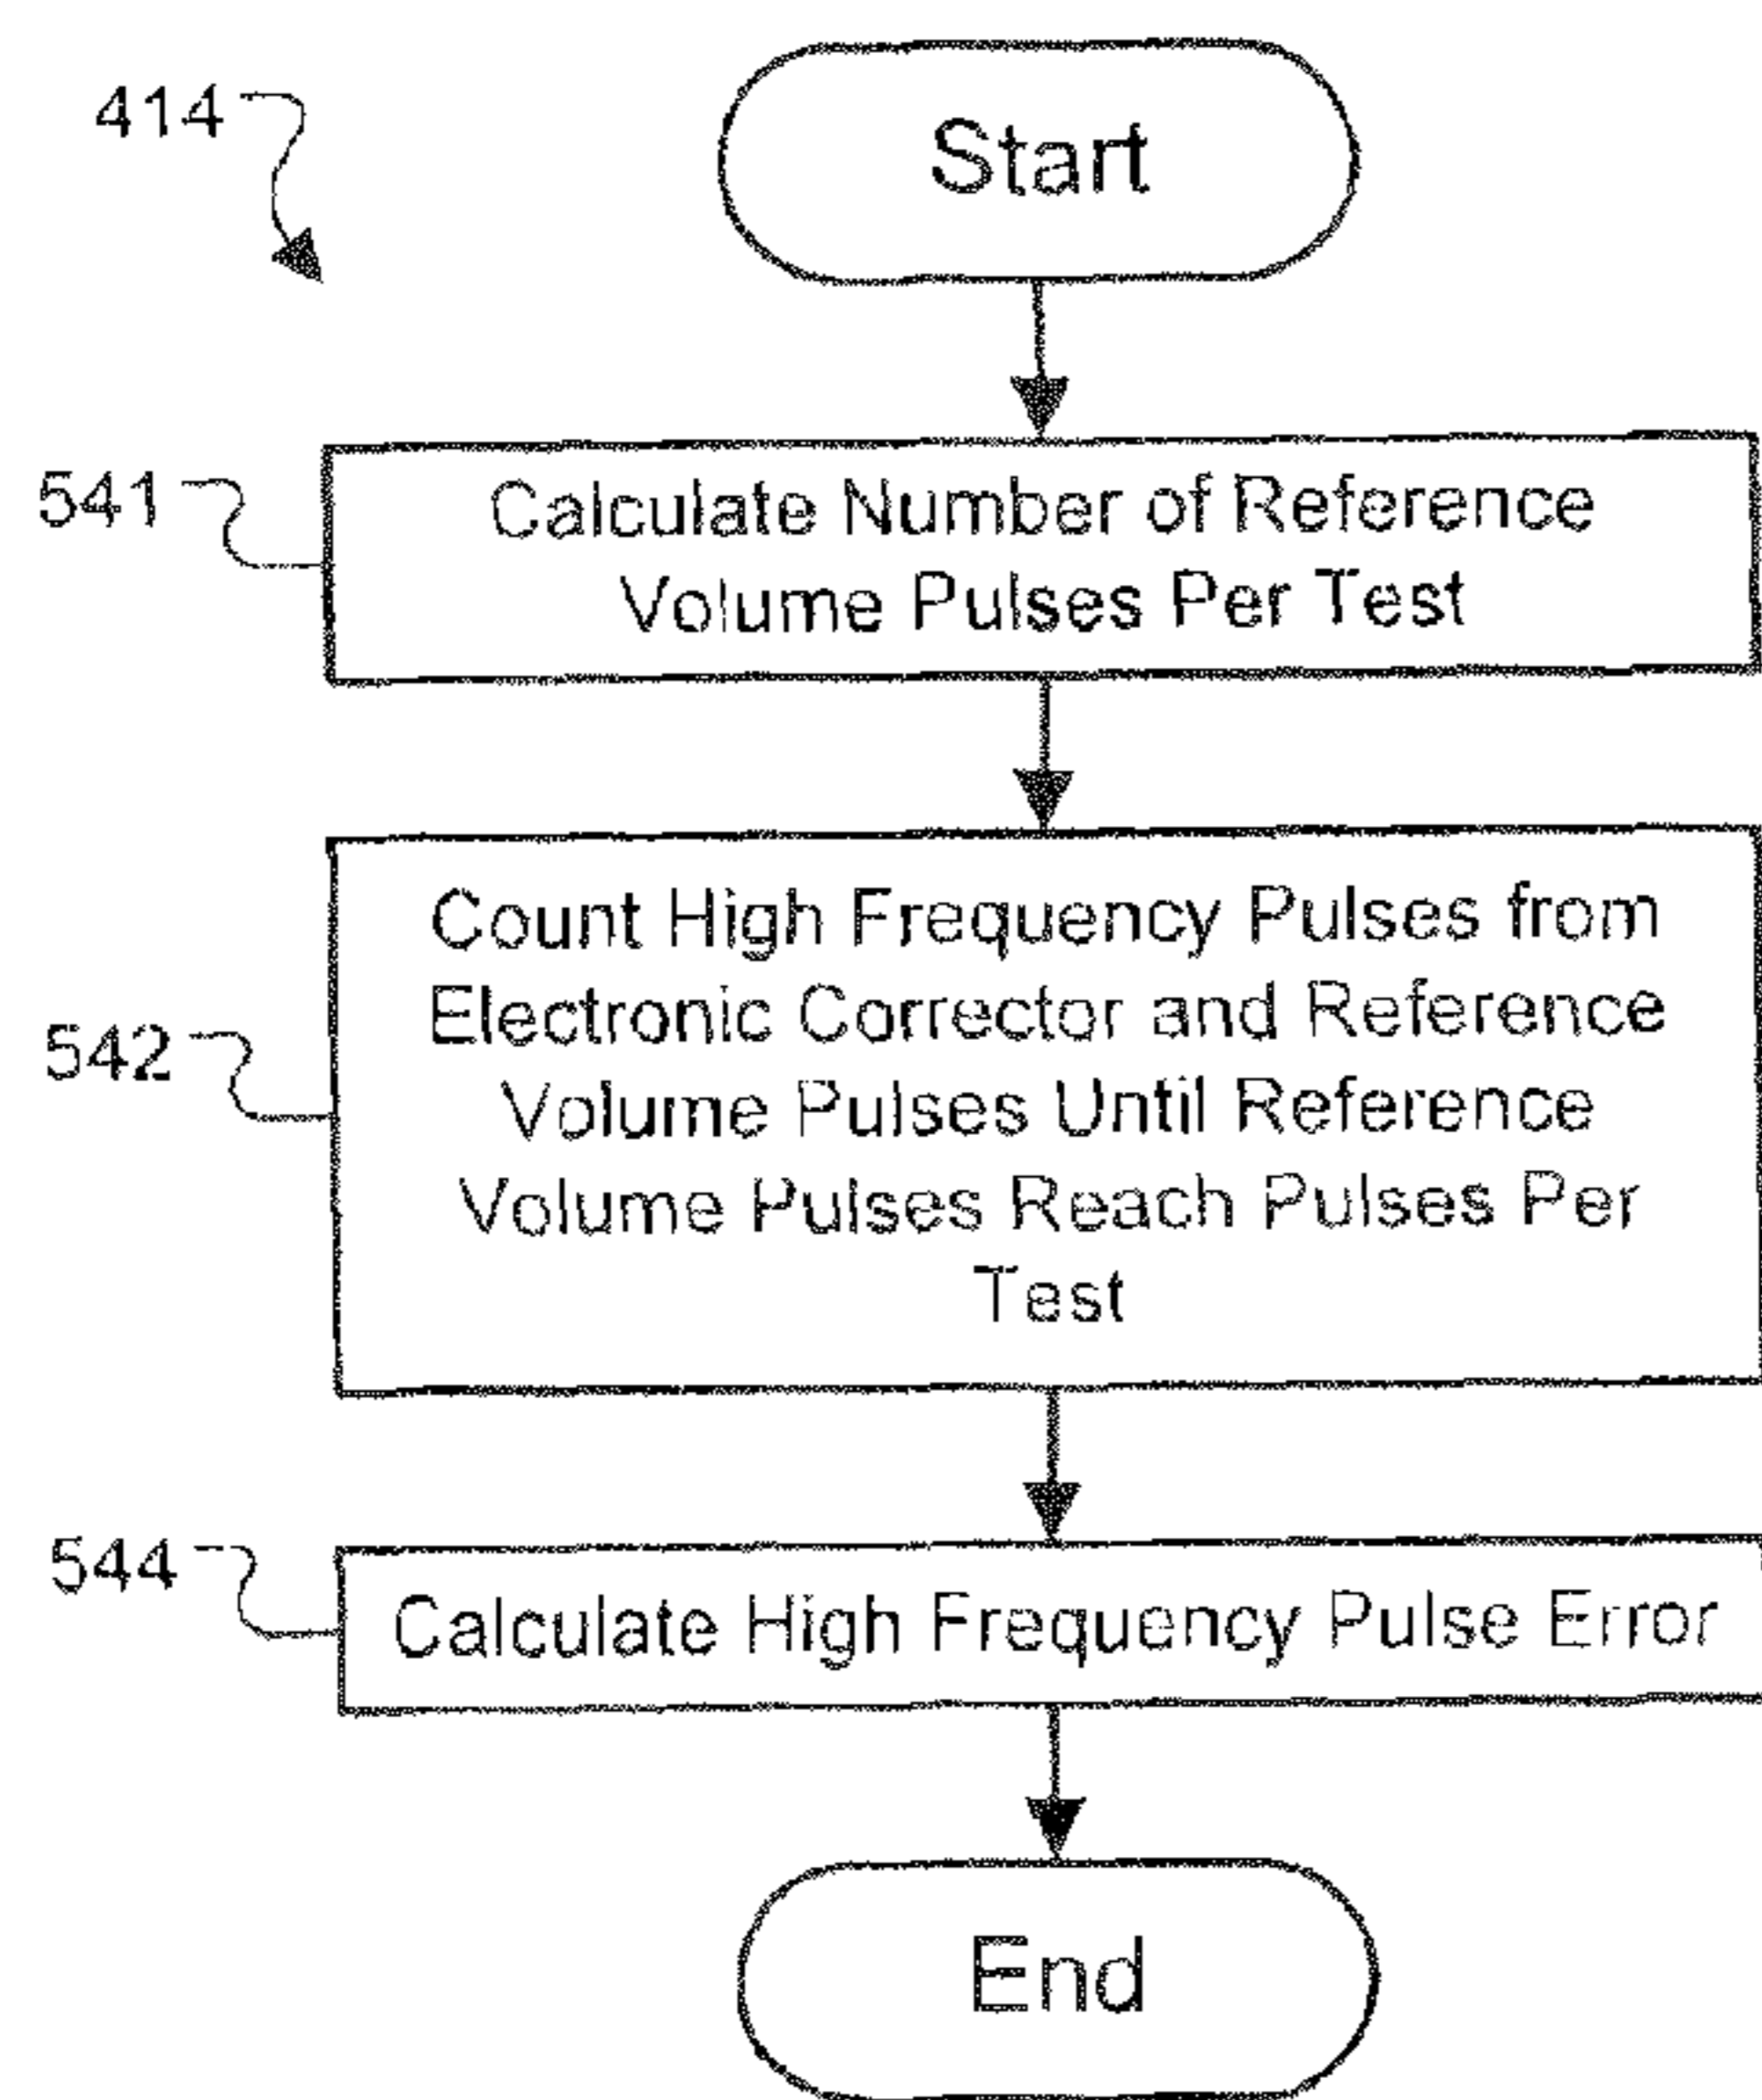 414
Start
541
Calculate Number of Reference
Volume Pulses Per Test
542
Count High Frequency Pulses from
Electronic Corrector and Reference
Volume Pulses Until Reference
Volume Pulses Reach Pulses Per
Test
544
Calculate High Frequency Pulse Error
End